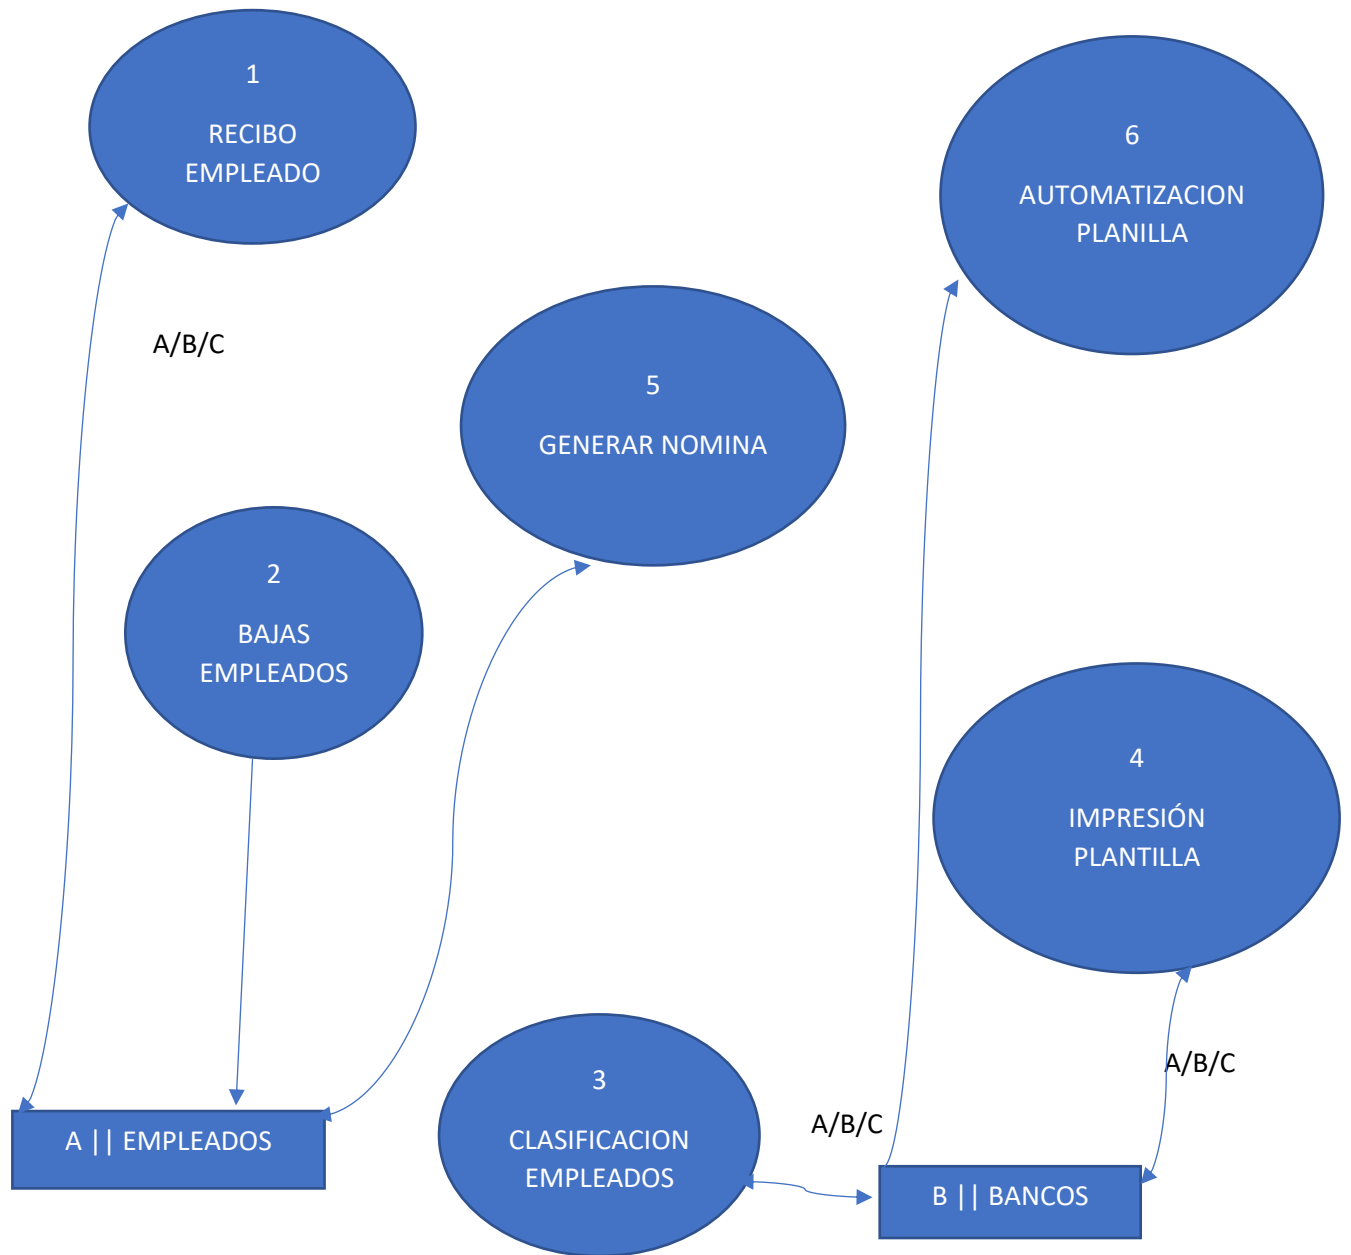 1
RECIBO
EMPLEADO
6
AUTOMATIZACION
PLANILLA
A/B/C
5
GENERAR NOMINA
2
BAJAS
EMPLEADOS
4
IMPRESIÓN
PLANTILLA
3
CLASIFICACION
EMPLEADOS
A/B/C
A/B/C
A || EMPLEADOS
B || BANCOS